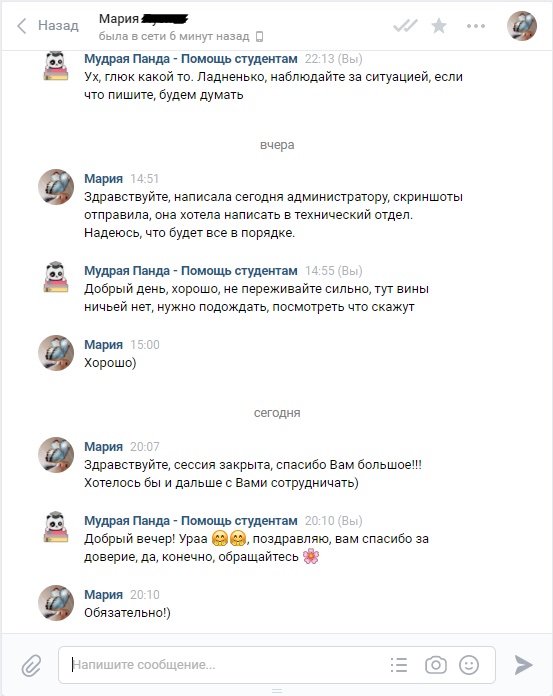 Назад
Мария
была в сети 6 минут назад
Мудрая Панда - Помощь студентам 22:13 (Вы)
Ух, глюк какой то. Ладненько, наблюдайте за ситуацией, если
что пишите, будем думать
вчера
Мария 14:51
Здравствуйте, написала сегодня администратору, скриншоты
отправила, она хотела написать в технический отдел.
Надеюсь, что будет все в порядке.
Мудрая Панда - Помощь студентам 14:55 (Вы)
Добрый день, хорошо, не переживайте сильно, тут вины
ничьей нет, нужно подождать, посмотреть что скажут
Мария 15:00
Хорошо)
сегодня
Мария 20:07
Здравствуйте, сессия закрыта, спасибо Вам большое!!!
Хотелось бы и дальше с Вами сотрудничать)
Мудрая Панда - Помощь студентам 20:10 (Вы)
Добрый вечер! Ураа 🤗🤗, поздравляю, вам спасибо за
доверие, да, конечно, обращайтесь 🌸
Мария 20:10
Обязательно!)
Напишите сообщение...